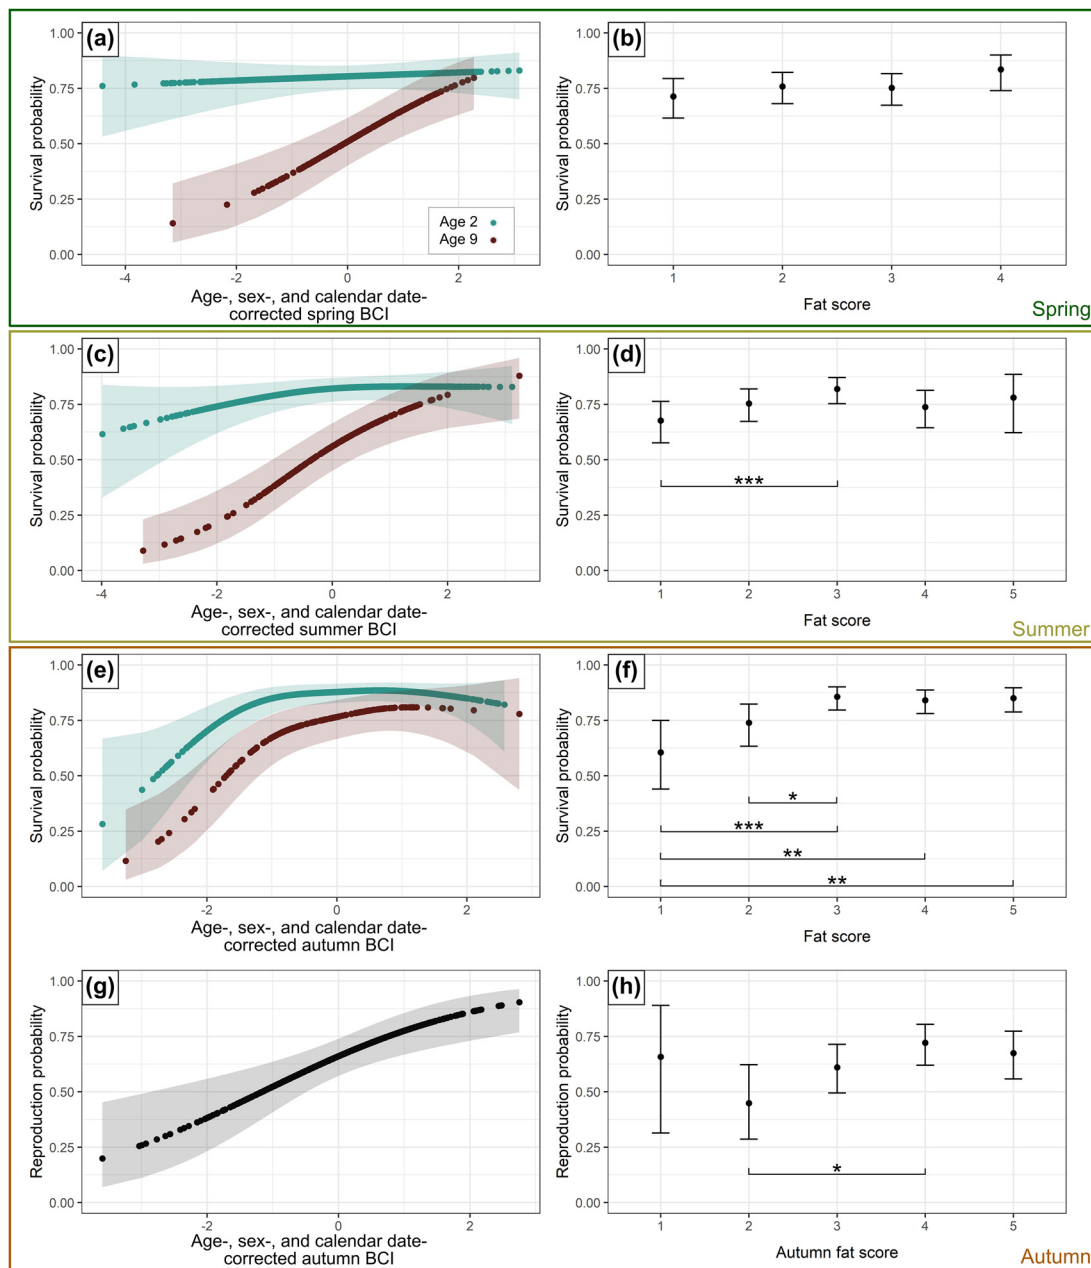 (a)
1.00
0.75
0.50
0.25
0.00
Survival probability
Age 2
Age 9
-4
-2
0
2
Age-, sex-, and calendar date-
corrected spring BCI
(b)
1.00
0.75
0.50
0.25
0.00
Survival probability
1
2
3
4
Fat score
Spring
(c)
1.00
0.75
0.50
0.25
0.00
Survival probability
-4
-2
0
2
Age-, sex-, and calendar date-
corrected summer BCI
(d)
1.00
0.75
0.50
0.25
0.00
Survival probability
***
1
2
3
4
5
Fat score
Summer
(e)
1.00
0.75
0.50
0.25
0.00
Survival probability
-2
0
2
Age-, sex-, and calendar date-
corrected autumn BCI
(f)
1.00
0.75
0.50
0.25
0.00
Survival probability
*
***
**
**
1
2
3
4
5
Fat score
(g)
1.00
0.75
0.50
0.25
0.00
Reproduction probability
-2
0
2
Age-, sex-, and calendar date-
corrected autumn BCI
(h)
1.00
0.75
0.50
0.25
0.00
Reproduction probability
*
1
2
3
4
5
Autumn fat score
Autumn